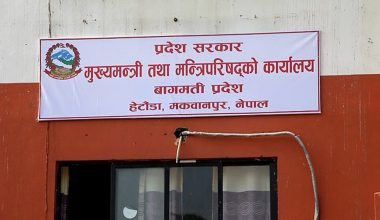 प्रदेश सरकार
मुख्यमन्त्री तथा मन्त्रिपरिषद्को कार्यालय
बागमती प्रदेश
हेटौंडा, मकवानपुर, नेपाल